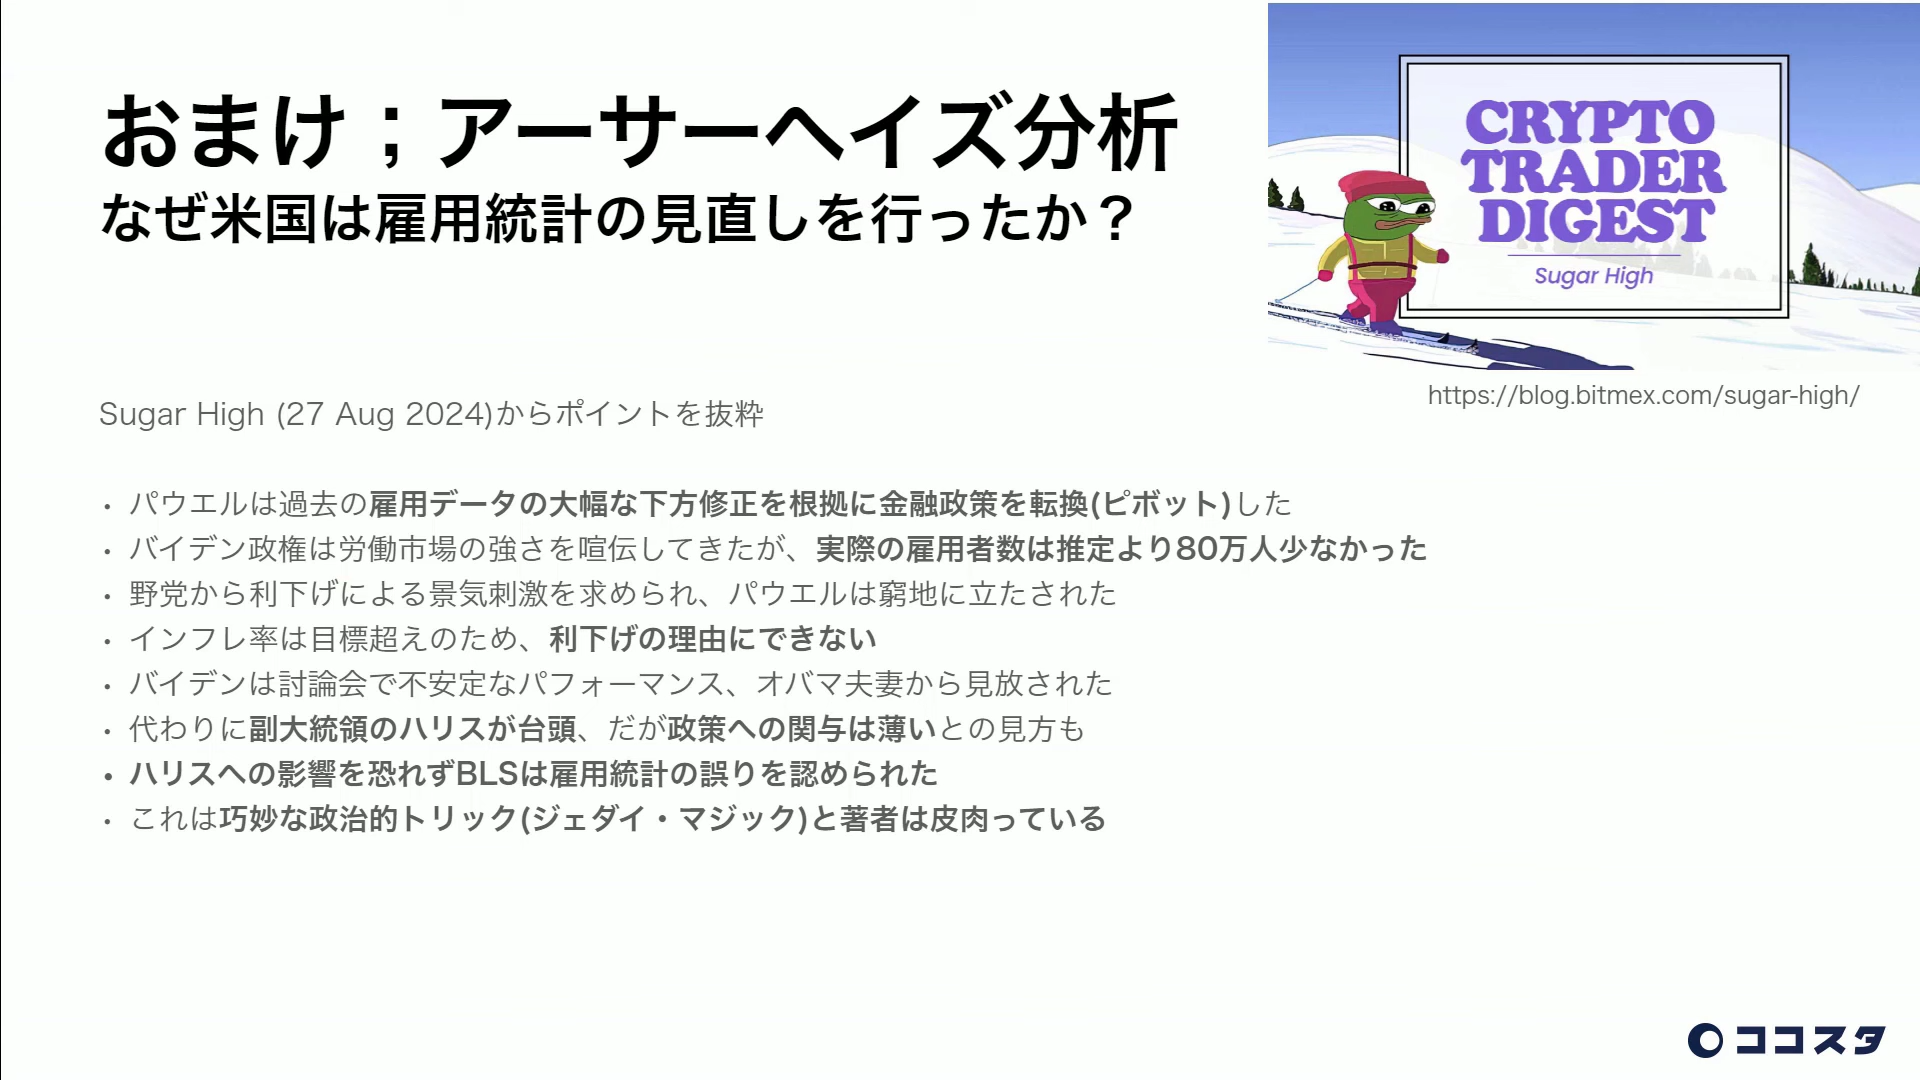 おまけ；アーサーヘイズ分析
なぜ米国は雇用統計の見直しを行ったか？
CRYPTO
TRADER
DIGEST
Sugar High
https://blog.bitmex.com/sugar-high/
Sugar High (27 Aug 2024)からポイントを抜粋
• パウエルは過去の雇用データの大幅な下方修正を根拠に金融政策を転換(ピボット)した
• バイデン政権は労働市場の強さを喧伝してきたが、実際の雇用者数は推定より80万人少なかった
• 野党から利下げによる景気刺激を求められ、パウエルは窮地に立たされた
• インフレ率は目標超えのため、利下げの理由にできない
• バイデンは討論会で不安定なパフォーマンス、オバマ夫妻から見放された
• 代わりに副大統領のハリスが台頭、だが政策への関与は薄いとの見方も
• ハリスへの影響を恐れずBLSは雇用統計の誤りを認められた
• これは巧妙な政治的トリック(ジェダイ・マジック)と著者は皮肉っている
ココスタ